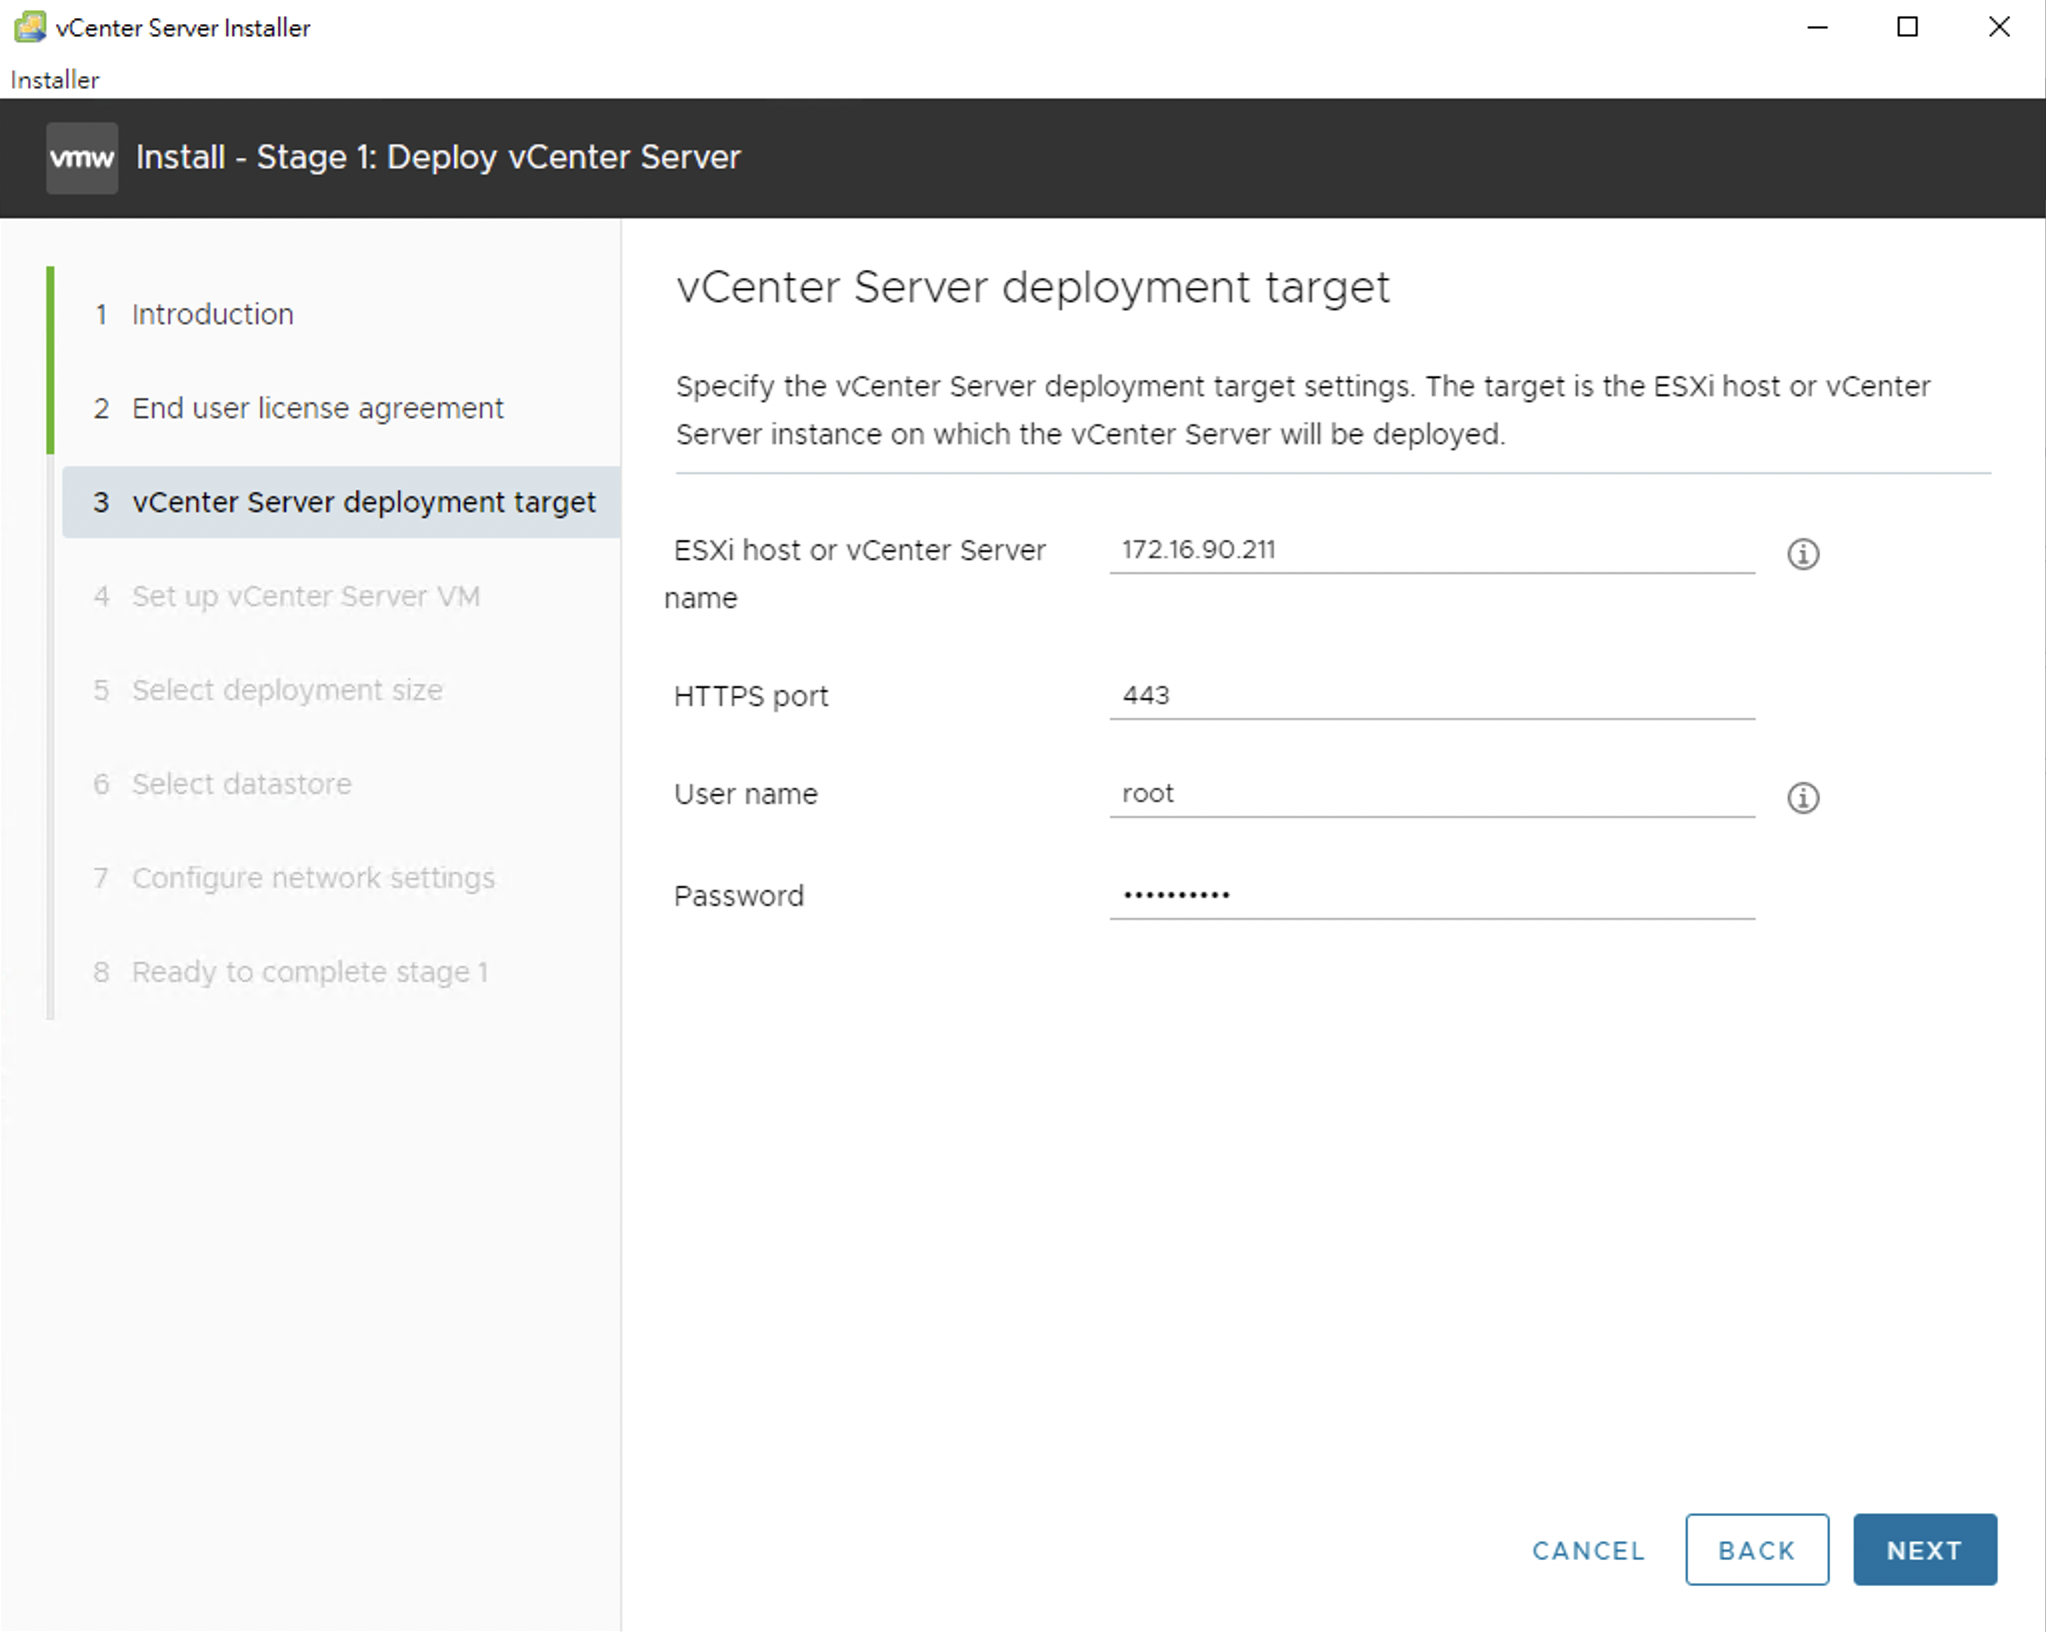 vCenter Server Installer
Installer
vmw Install - Stage 1: Deploy vCenter Server
1 Introduction
2 End user license agreement
3 vCenter Server deployment target
4 Set up vCenter Server VM
5 Select deployment size
6 Select datastore
7 Configure network settings
8 Ready to complete stage 1
vCenter Server deployment target
Specify the vCenter Server deployment target settings. The target is the ESXi host or vCenter
Server instance on which the vCenter Server will be deployed.
ESXi host or vCenter Server
name
172.16.90.211
HTTPS port
443
User name
root
Password
••••••••••
CANCEL
BACK
NEXT